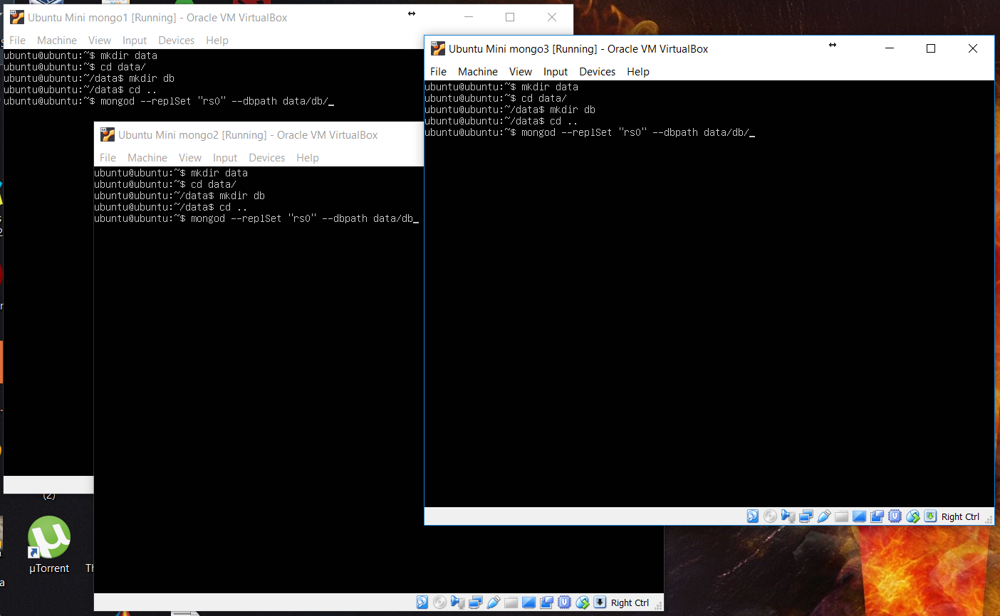 Ubuntu Mini mongo1 [Running] - Oracle VM VirtualBox
File Machine View Input Devices Help
ubuntu@ubuntu:~$ mkdir data
ubuntu@ubuntu:~$ cd data/
ubuntu@ubuntu:~/data$ mkdir db
ubuntu@ubuntu:~/data$ cd ..
ubuntu@ubuntu:~$ mongod --replSet "rs0" --dbpath data/db/_
Ubuntu Mini mongo2 [Running] - Oracle VM VirtualBox
File Machine View Input Devices Help
ubuntu@ubuntu:~$ mkdir data
ubuntu@ubuntu:~$ cd data/
ubuntu@ubuntu:~/data$ mkdir db
ubuntu@ubuntu:~/data$ cd ..
ubuntu@ubuntu:~$ mongod --replSet "rs0" --dbpath data/db_
Right Ctrl
Ubuntu Mini mongo3 [Running] - Oracle VM VirtualBox
File Machine View Input Devices Help
ubuntu@ubuntu:~$ mkdir data
ubuntu@ubuntu:~$ cd data/
ubuntu@ubuntu:~/data$ mkdir db
ubuntu@ubuntu:~/data$ cd ..
ubuntu@ubuntu:~$ mongod --replSet "rs0" --dbpath data/db/_
Right Ctrl
(2)
µTorrent